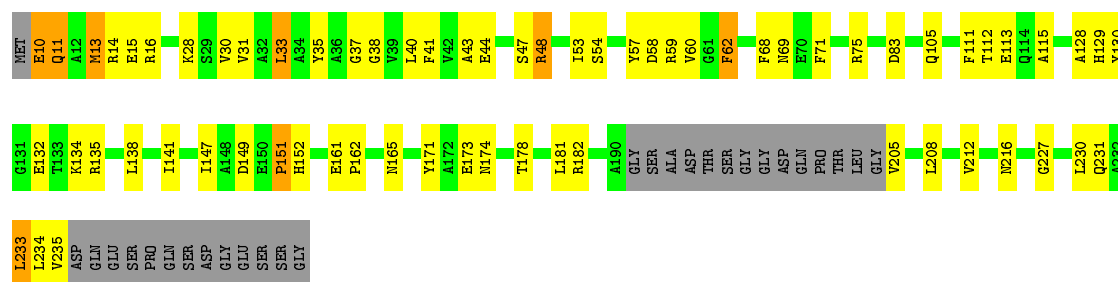 MET E10 Q11 A12 M13 R14 E15 R16 K28 S29 V30 V31 A32 L33 A34 Y35 A36 G37 G38 V39 L40 F41 V42 A43 E44 S47 R48 I53 S54 Y57 D58 R59 V60 G61 F62 F68 N69 E70 F71 R75 D83 Q105 F111 T112 E113 Q114 A115 A128 H129 Y130
G131 E132 T133 K134 R135 L138 I141 I147 A148 D149 E150 P151 H152 E161 P162 N165 Y171 A172 E173 N174 T178 L181 R182 A190 GLY SER ALA ASP THR SER GLY GLY ASP GLN PRO THR LEU GLY V205 L208 V212 N216 G227 L230 Q231 A232
L233 L234 V235 ASP GLN GLU SER PRO GLN SER ASP GLY GLU SER SER GLY